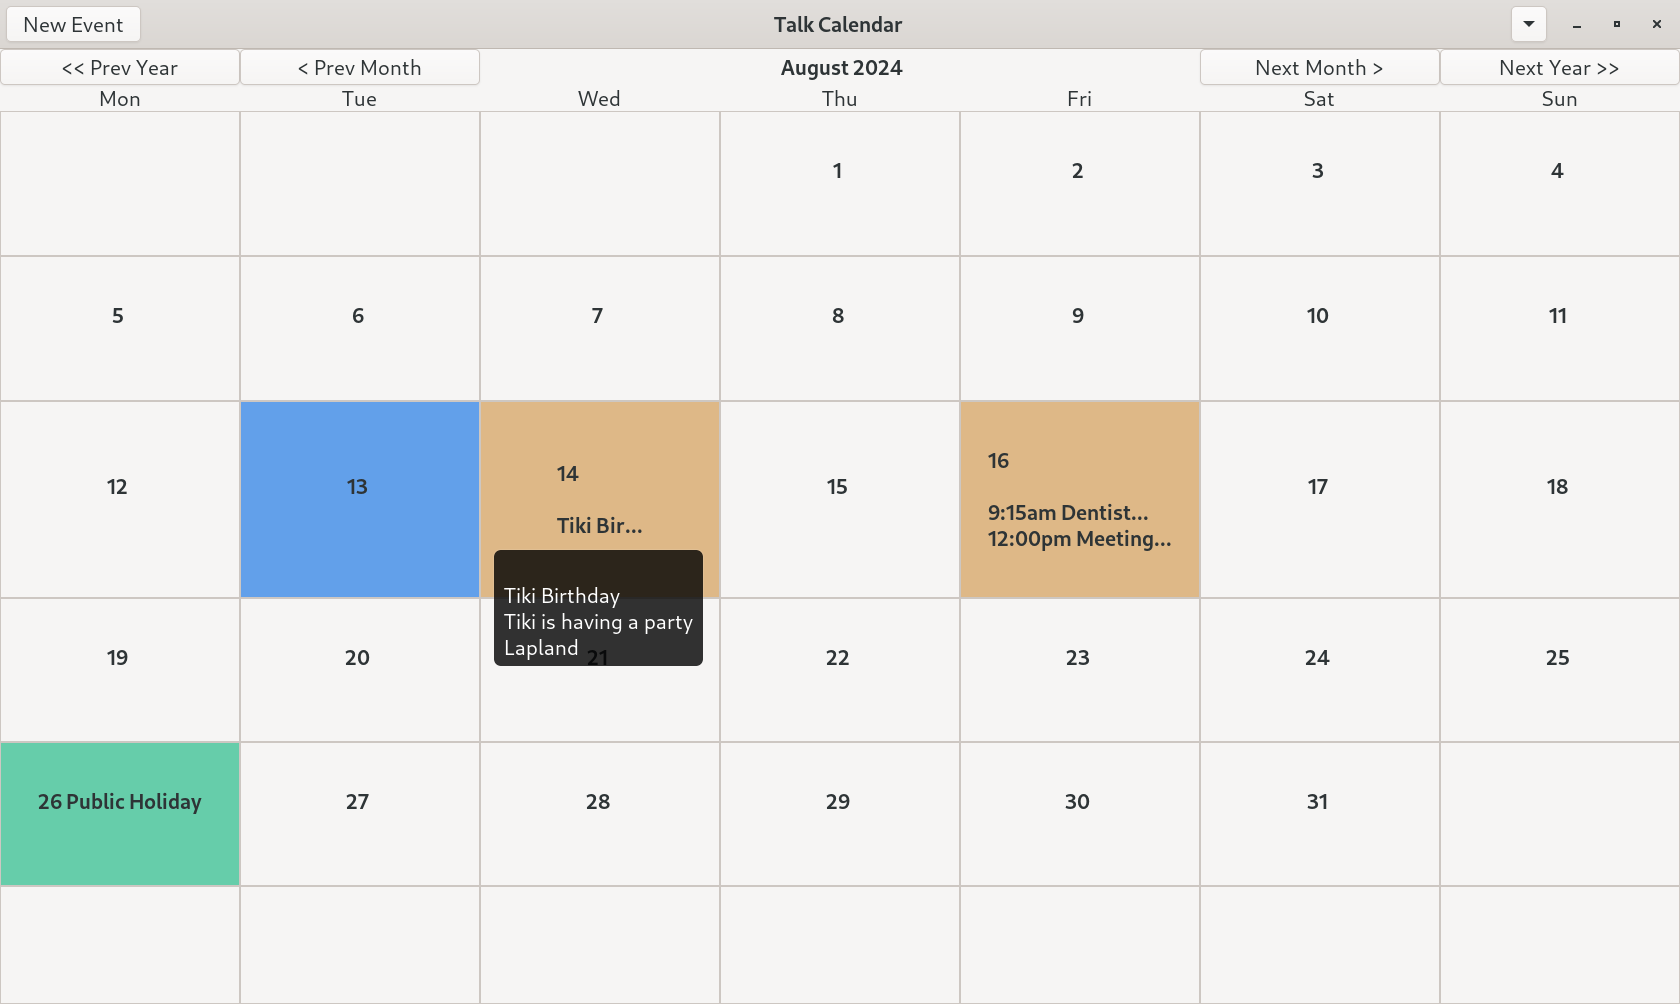 New Event
Talk Calendar
<< Prev Year
< Prev Month
August 2024
Next Month >
Next Year >>
Mon Tue Wed Thu Fri Sat Sun
1 2 3 4
5 6 7 8 9 10 11
12 13 14 15 16 17 18
Tiki Bir...
9:15am Dentist...
12:00pm Meeting...
Tiki Birthday
Tiki is having a party
Lapland
19 20 21 22 23 24 25
26 Public Holiday 27 28 29 30 31